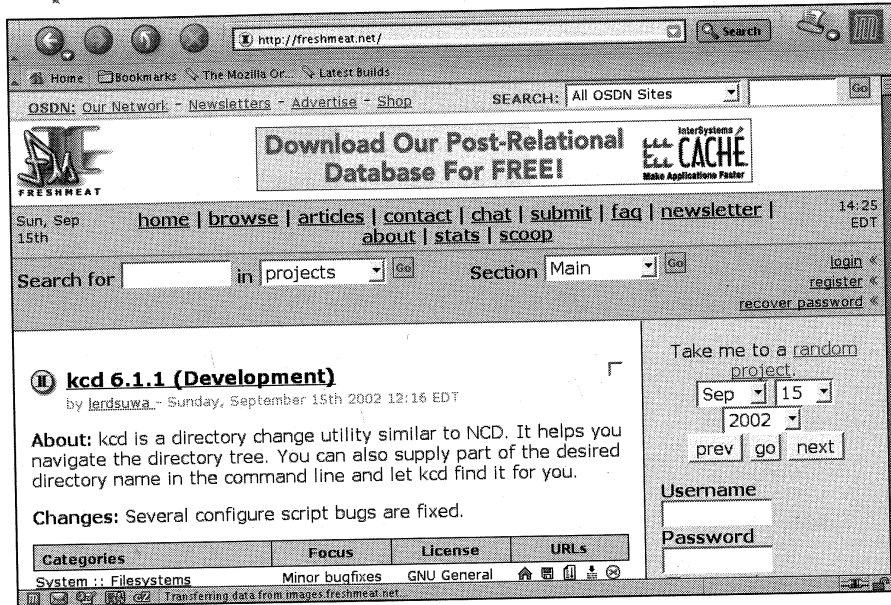 http://freshmeat.net/
Search
Home Bookmarks The Mozilla Or... Latest Builds
OSDN: Our Network - Newsletters - Advertise - Shop SEARCH: All OSDN Sites Go
FRESHMEAT
Download Our Post-Relational
Database For FREE!
InterSystems
CACHÉ
Make Applications Faster
Sun, Sep
15th
home | browse | articles | contact | chat | submit | faq | newsletter |
about | stats | scoop
14:25
EDT
Search for in projects Go Section Main Go
login «
register «
recover password «
kcd 6.1.1 (Development)
by lerdsuwa - Sunday, September 15th 2002 12:16 EDT
About: kcd is a directory change utility similar to NCD. It helps you
navigate the directory tree. You can also supply part of the desired
directory name in the command line and let kcd find it for you.
Changes: Several configure script bugs are fixed.
Categories Focus License URLs
System :: Filesystems Minor bugfixes GNU General
Take me to a random
project.
Sep 15
2002
prev go next
Username
Password
Transferring data from images.freshmeat.net...